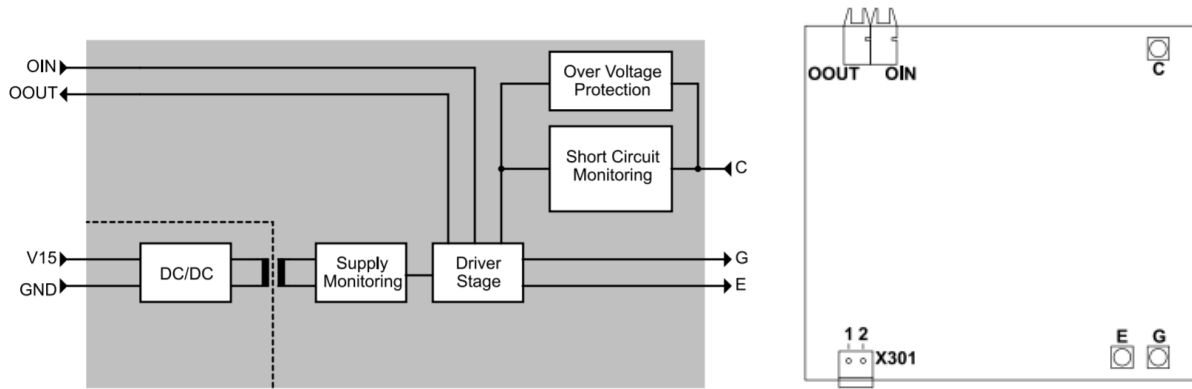 OIN
OOUT
Over Voltage
Protection
Short Circuit
Monitoring
C
V15
GND
DC/DC
Supply
Monitoring
Driver
Stage
G
E
OOUT OIN
C
1 2
X301
E G